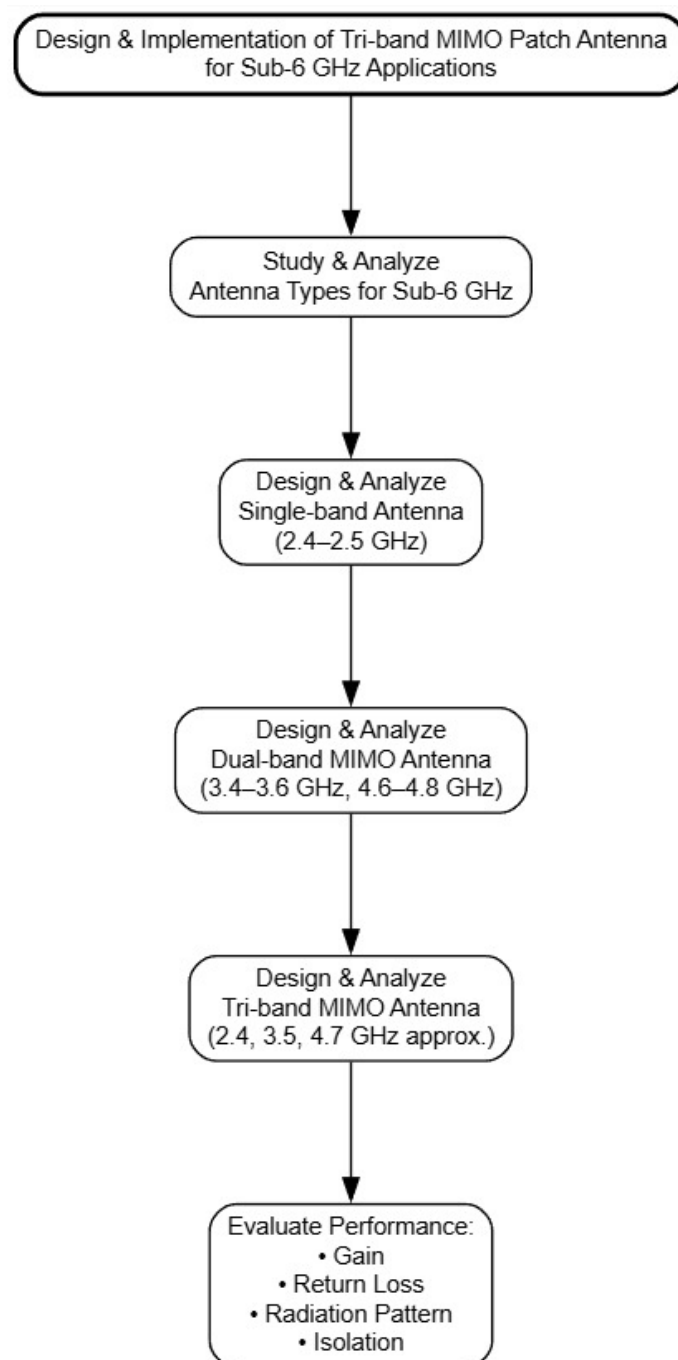 Design & Implementation of Tri-band MIMO Patch Antenna
for Sub-6 GHz Applications
Study & Analyze
Antenna Types for Sub-6 GHz
Design & Analyze
Single-band Antenna
(2.4–2.5 GHz)
Design & Analyze
Dual-band MIMO Antenna
(3.4–3.6 GHz, 4.6–4.8 GHz)
Design & Analyze
Tri-band MIMO Antenna
(2.4, 3.5, 4.7 GHz approx.)
Evaluate Performance:
• Gain
• Return Loss
• Radiation Pattern
• Isolation